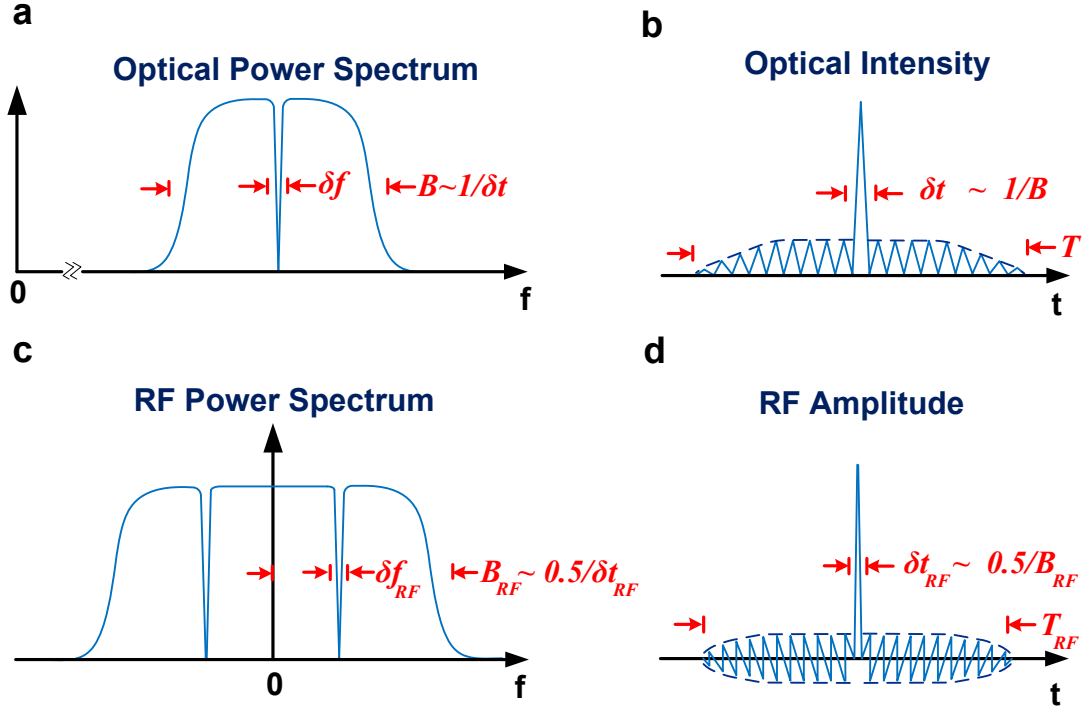 a
Optical Power Spectrum
δf
B~1/δt
0
f
b
Optical Intensity
δt ~ 1/B
T
t
c
RF Power Spectrum
δf_RF
B_RF ~ 0.5/δt_RF
0
f
d
RF Amplitude
δt_RF ~ 0.5/B_RF
T_RF
t